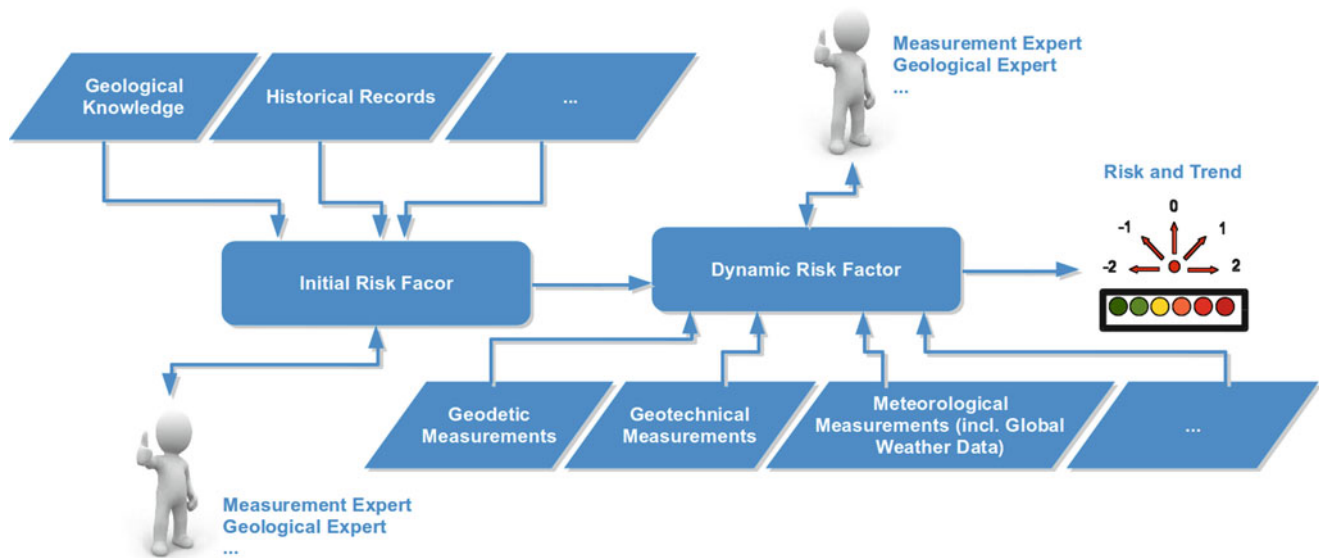 Geological
Knowledge
Historical Records
...
Measurement Expert
Geological Expert
...
Risk and Trend
0
-1
1
-2
2
Initial Risk Facor
Dynamic Risk Factor
Geodetic
Measurements
Geotechnical
Measurements
Meteorological
Measurements (incl. Global
Weather Data)
...
Measurement Expert
Geological Expert
...